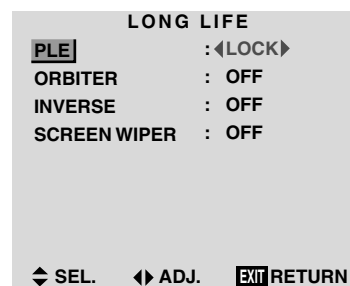 LONG LIFE
PLE : ◀LOCK▶
ORBITER : OFF
INVERSE : OFF
SCREEN WIPER : OFF
SEL. ADJ. EXIT RETURN